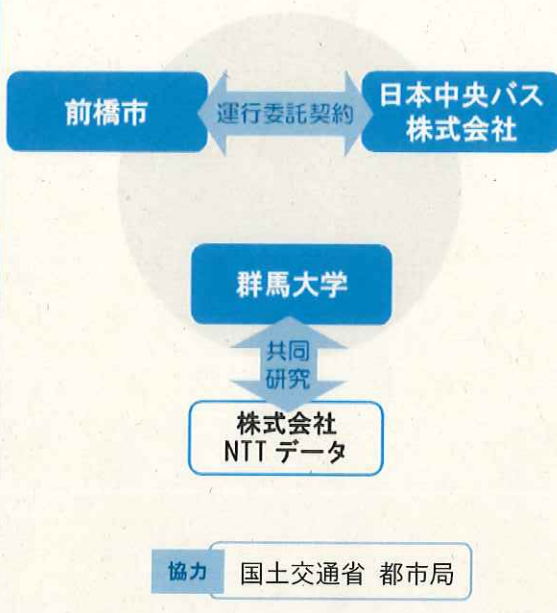 前橋市
運行委託契約
日本中央バス
株式会社
群馬大学
共同
研究
株式会社
NTT データ
協力
国土交通省 都市局